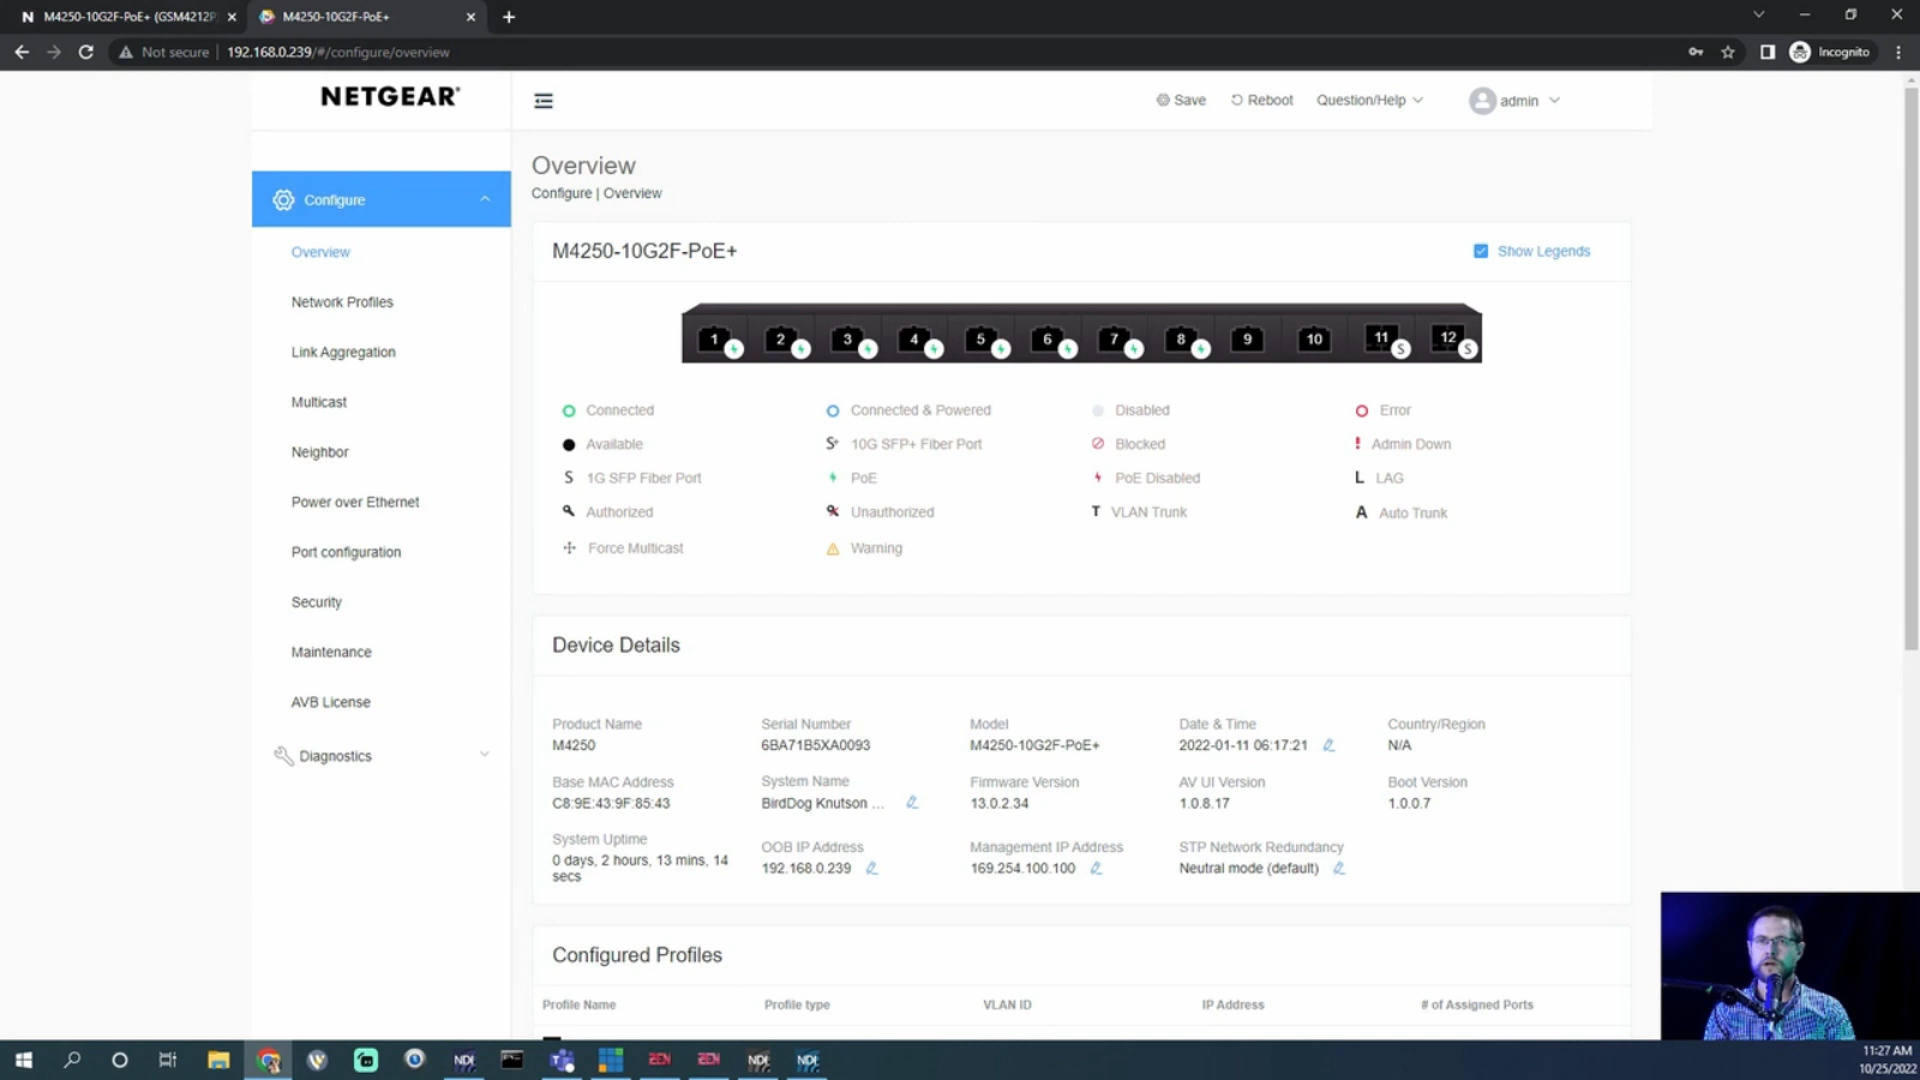 M4250-10G2F-PoE+ (GSM4212P
M4250-10G2F-PoE+
Not secure
192.168.0.239/#/configure/overview
Incognito
NETGEAR
Save
Reboot
Question/Help
admin
Configure
Overview
Network Profiles
Link Aggregation
Multicast
Neighbor
Power over Ethernet
Port configuration
Security
Maintenance
AVB License
Diagnostics
Overview
Configure | Overview
M4250-10G2F-PoE+
Show Legends
1 2 3 4 5 6 7 8 9 10 11 S 12 S
Connected
Connected & Powered
Disabled
Error
Available
S+ 10G SFP+ Fiber Port
Blocked
! Admin Down
S 1G SFP Fiber Port
PoE
PoE Disabled
L LAG
Authorized
Unauthorized
T VLAN Trunk
A Auto Trunk
Force Multicast
Warning
Device Details
Product Name
M4250
Serial Number
6BA71B5XA0093
Model
M4250-10G2F-PoE+
Date & Time
2022-01-11 06:17:21
Country/Region
N/A
Base MAC Address
C8:9E:43:9F:85:43
System Name
BirdDog Knutson ...
Firmware Version
13.0.2.34
AV UI Version
1.0.8.17
Boot Version
1.0.0.7
System Uptime
0 days, 2 hours, 13 mins, 14
secs
OOB IP Address
192.168.0.239
Management IP Address
169.254.100.100
STP Network Redundancy
Neutral mode (default)
Configured Profiles
Profile Name
Profile type
VLAN ID
IP Address
# of Assigned Ports
NDI
ZEN
ZEN
NDI
NDI
11:27 AM
10/25/2022